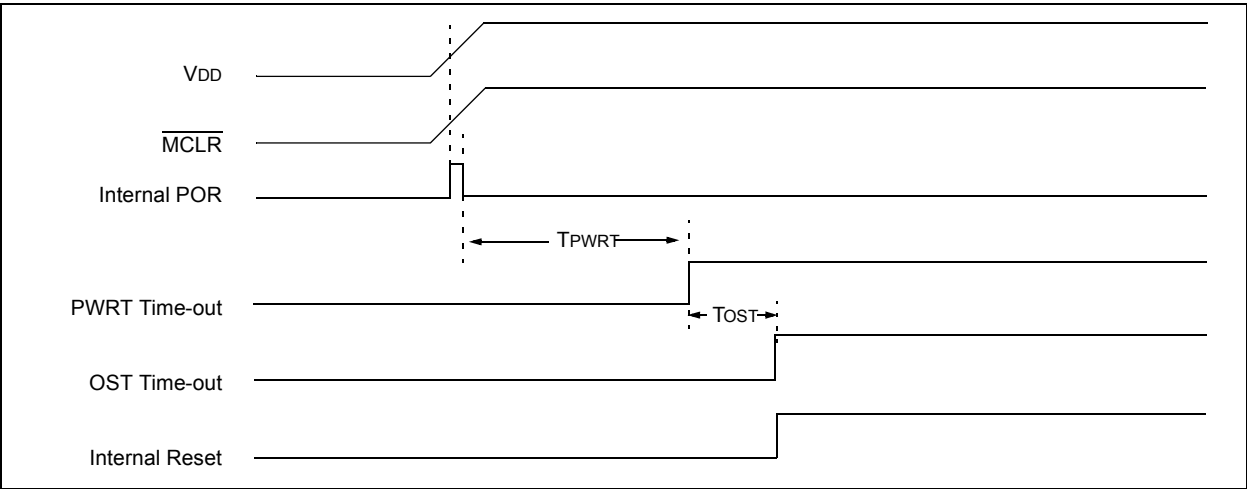 VDD
MCLR
Internal POR
TPWRT
PWRT Time-out
TOST
OST Time-out
Internal Reset